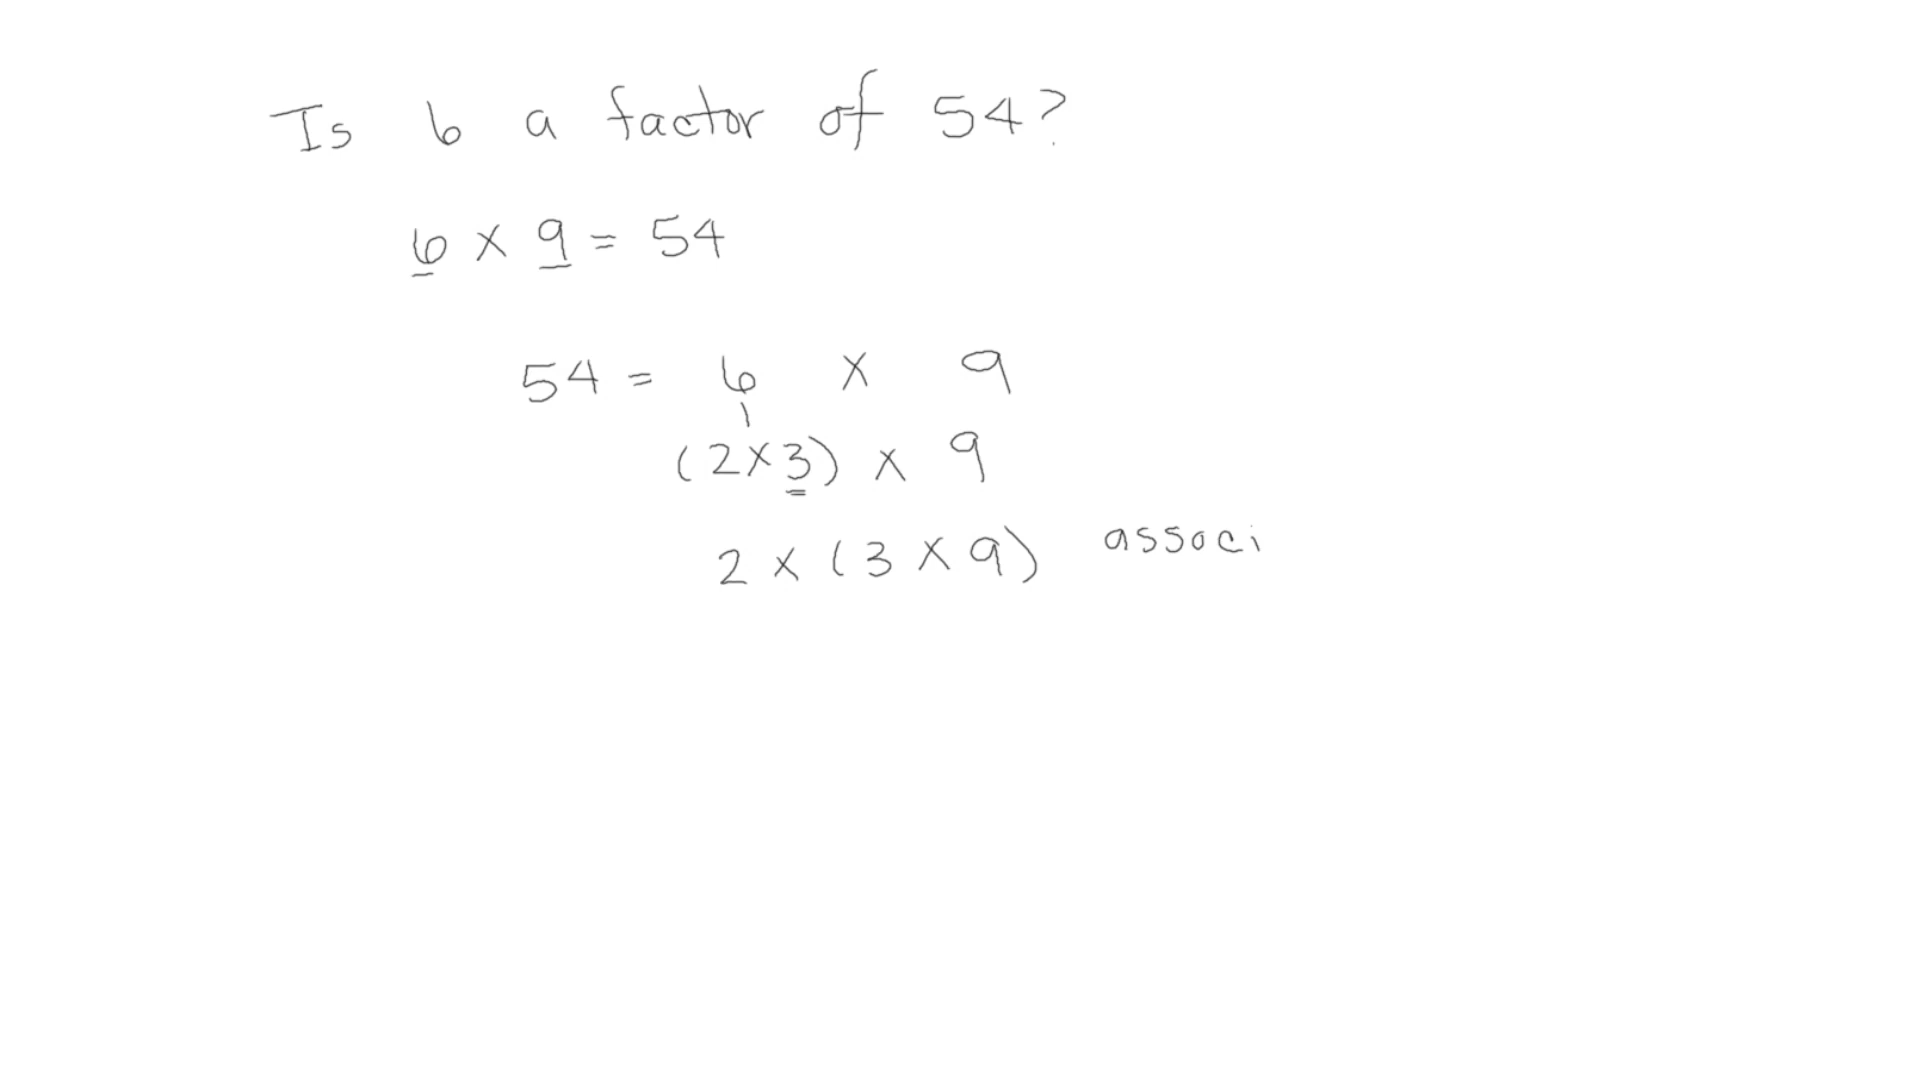 Is 6 a factor of 54?
6 x 9 = 54
54 = 6 x 9
(2x3) x 9
2 x (3 x 9) associ